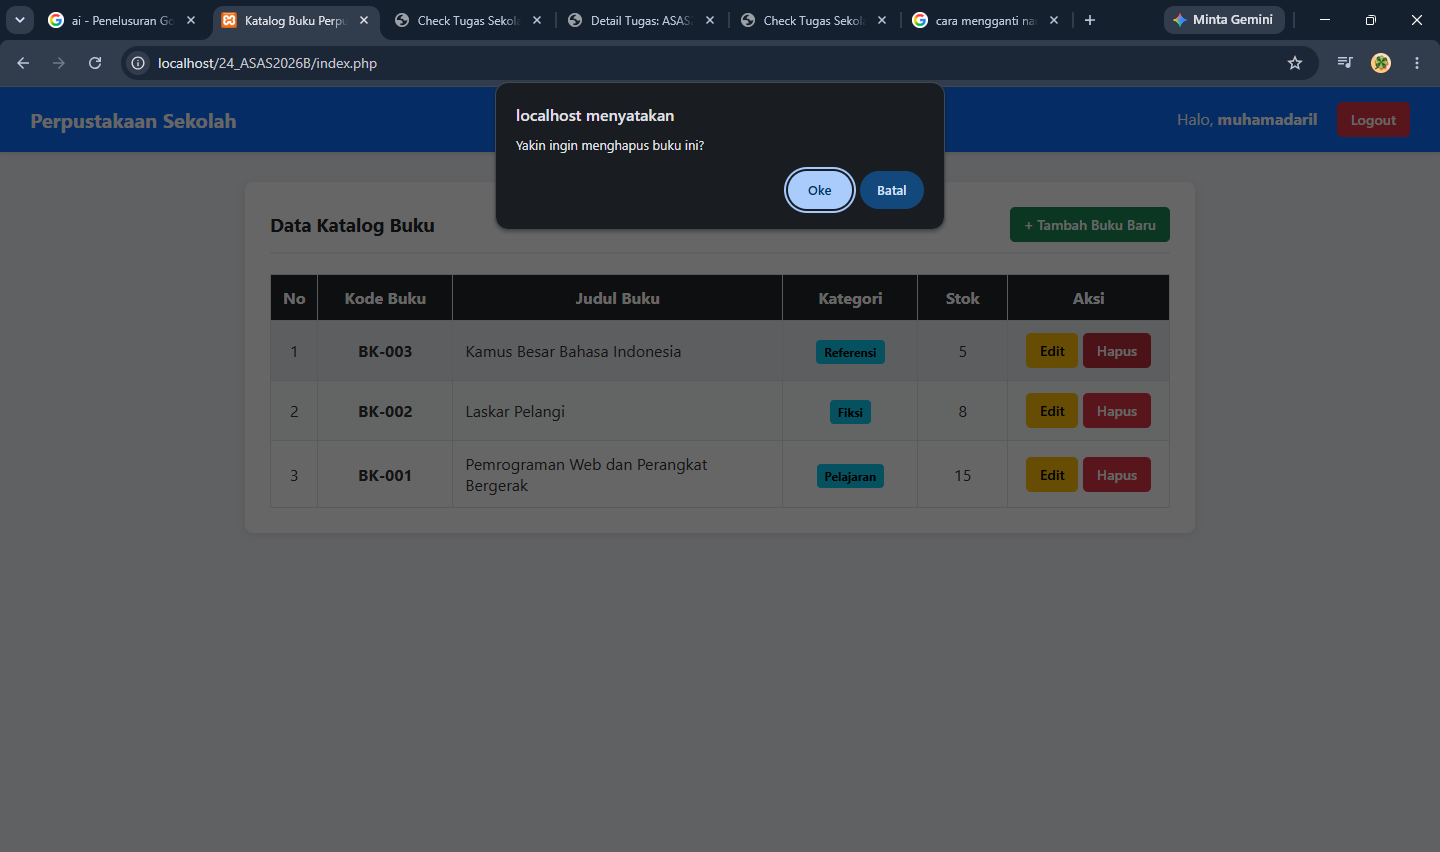 ai - Penelusuran Go
Katalog Buku Perpu
Check Tugas Sekola
Detail Tugas: ASAS
Check Tugas Sekola
cara mengganti na
Minta Gemini
localhost/24_ASAS2026B/index.php
localhost menyatakan
Yakin ingin menghapus buku ini?
Oke
Batal
Perpustakaan Sekolah
Halo, muhamadaril
Logout
Data Katalog Buku
+ Tambah Buku Baru
No Kode Buku Judul Buku Kategori Stok Aksi
1 BK-003 Kamus Besar Bahasa Indonesia Referensi 5 Edit Hapus
2 BK-002 Laskar Pelangi Fiksi 8 Edit Hapus
3 BK-001 Pemrograman Web dan Perangkat
Bergerak Pelajaran 15 Edit Hapus